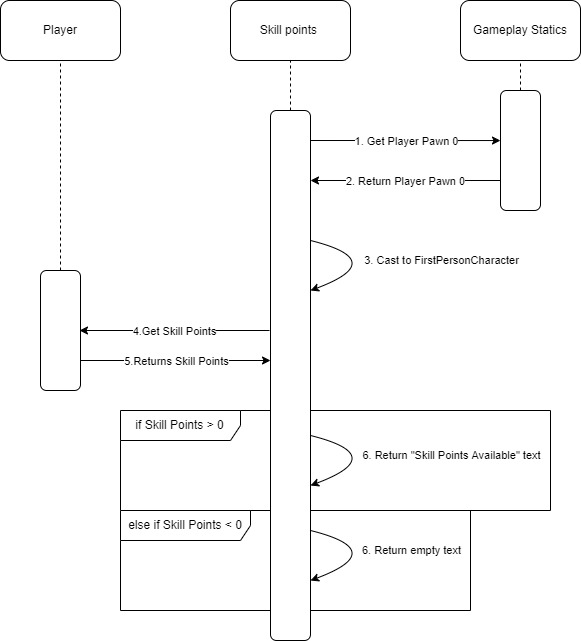 Player
Skill points
Gameplay Statics
1. Get Player Pawn 0
2. Return Player Pawn 0
3. Cast to FirstPersonCharacter
4.Get Skill Points
5.Returns Skill Points
if Skill Points > 0
6. Return "Skill Points Available" text
else if Skill Points < 0
6. Return empty text